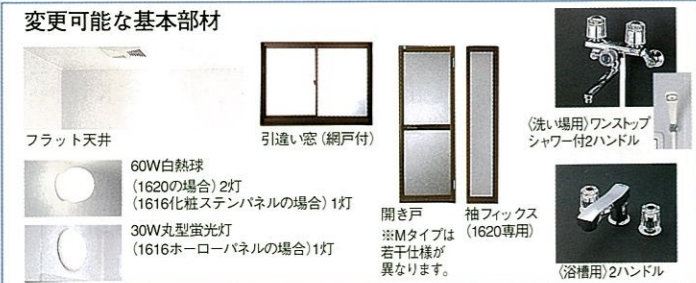 変更可能な基本部材
フラット天井
60W白熱球
(1620の場合) 2灯
(1616化粧ステンパネルの場合) 1灯
30W丸型蛍光灯
(1616ホーローパネルの場合) 1灯
引違い窓 (網戸付)
開き戸
※Mタイプは
若干仕様が
異なります。
袖フィックス
(1620専用)
〈洗い場用〉ワンストップ
シャワー付2ハンドル
〈浴槽用〉2ハンドル